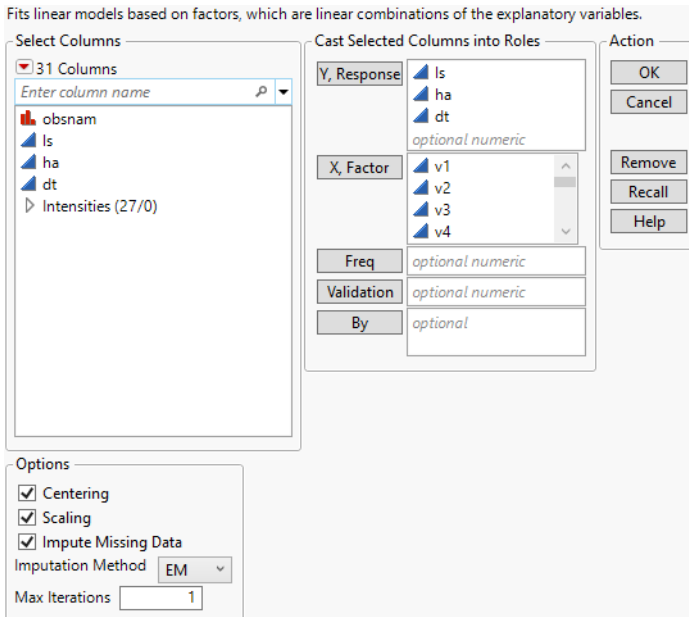 Fits linear models based on factors, which are linear combinations of the explanatory variables.
Select Columns
31 Columns
Enter column name
obsnam
ls
ha
dt
Intensities (27/0)
Cast Selected Columns into Roles
Y, Response
ls
ha
dt
optional numeric
X, Factor
v1
v2
v3
v4
Freq
optional numeric
Validation
optional numeric
By
optional
Action
OK
Cancel
Remove
Recall
Help
Options
Centering
Scaling
Impute Missing Data
Imputation Method EM
Max Iterations 1